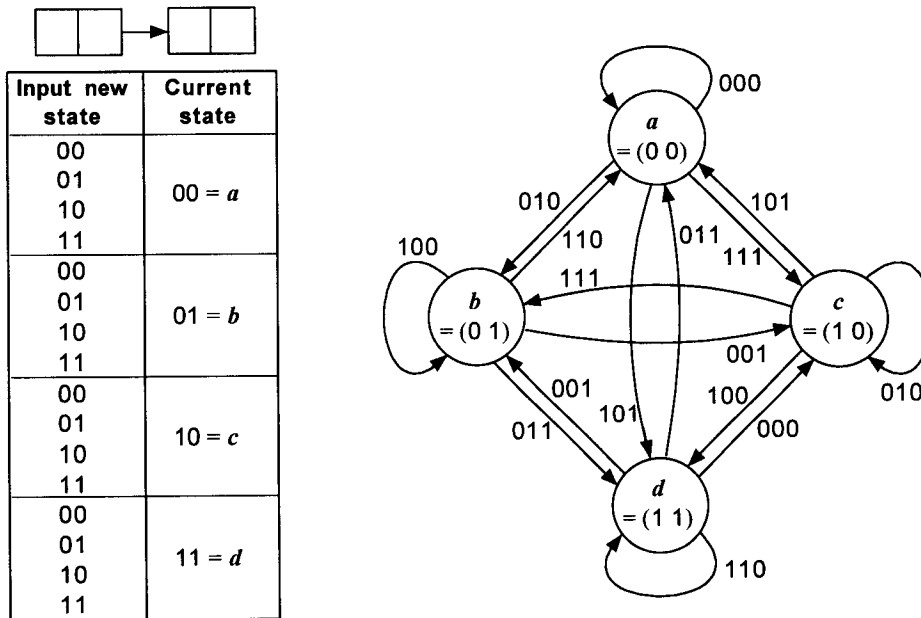 Input new state
Current state
00
01
10
11
00 = a
00
01
10
11
01 = b
00
01
10
11
10 = c
00
01
10
11
11 = d
000
a
= (0 0)
010
110
101
111
011
100
111
b
= (0 1)
c
= (1 0)
001
010
001
011
101
100
000
d
= (1 1)
110